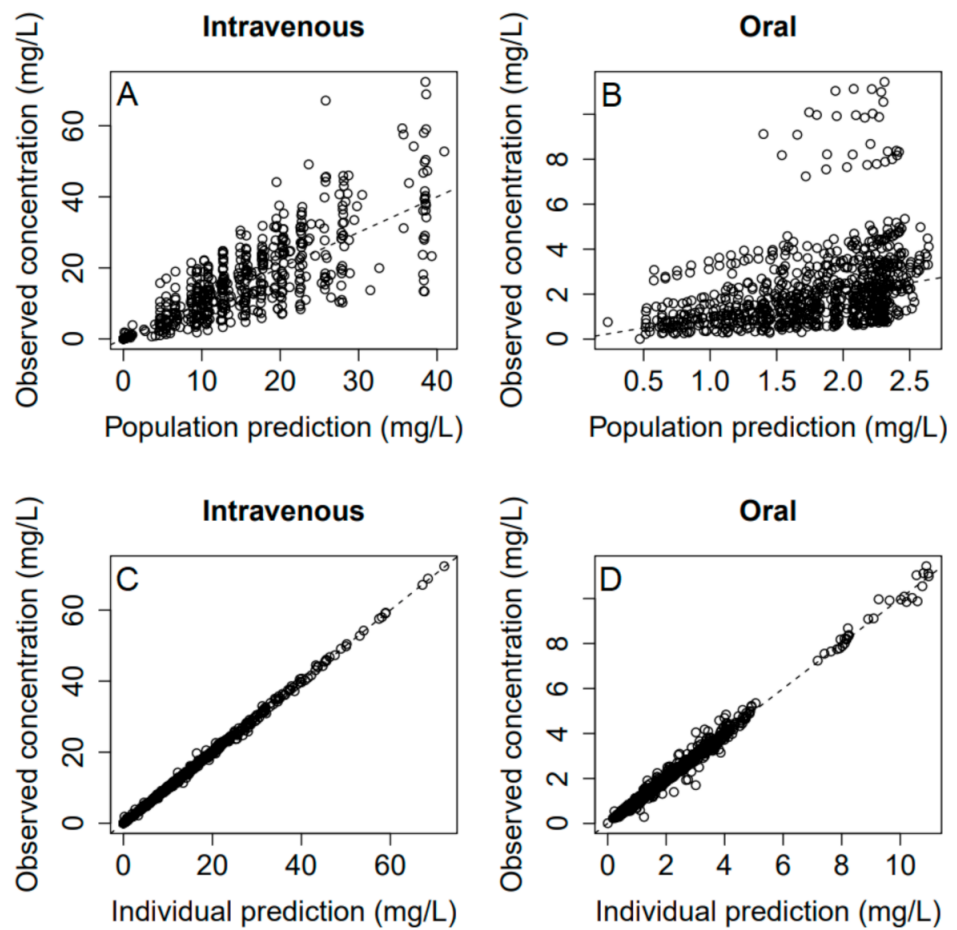 Intravenous
Oral
A
B
Observed concentration (mg/L)
0 20 40 60
0 10 20 30 40
Population prediction (mg/L)
Observed concentration (mg/L)
0 2 4 6 8
0.5 1.0 1.5 2.0 2.5
Population prediction (mg/L)
Intravenous
Oral
C
D
Observed concentration (mg/L)
0 20 40 60
0 20 40 60
Individual prediction (mg/L)
Observed concentration (mg/L)
0 2 4 6 8
0 2 4 6 8 10
Individual prediction (mg/L)